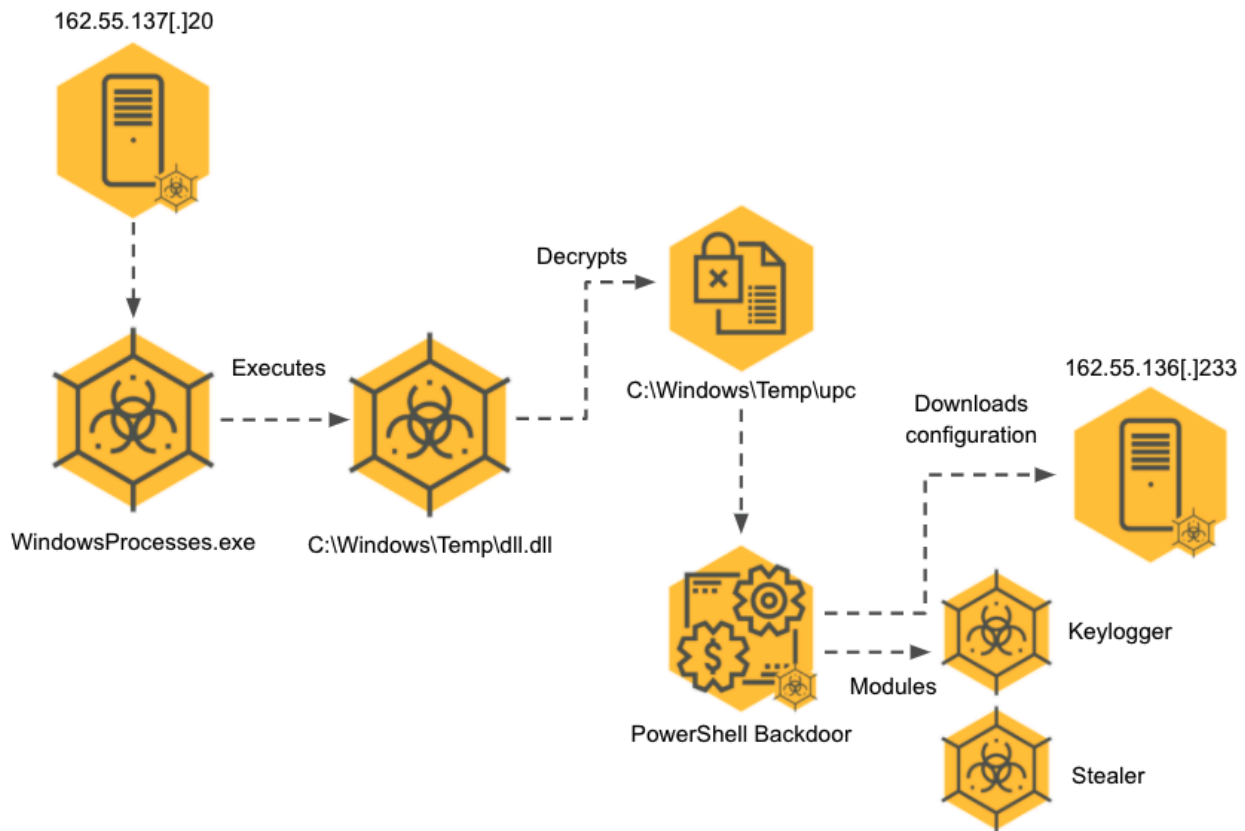 162.55.137[.]20
Decrypts
Executes
C:\Windows\Temp\upc
162.55.136[.]233
Downloads
configuration
WindowsProcesses.exe
C:\Windows\Temp\dll.dll
Keylogger
Modules
PowerShell Backdoor
Stealer